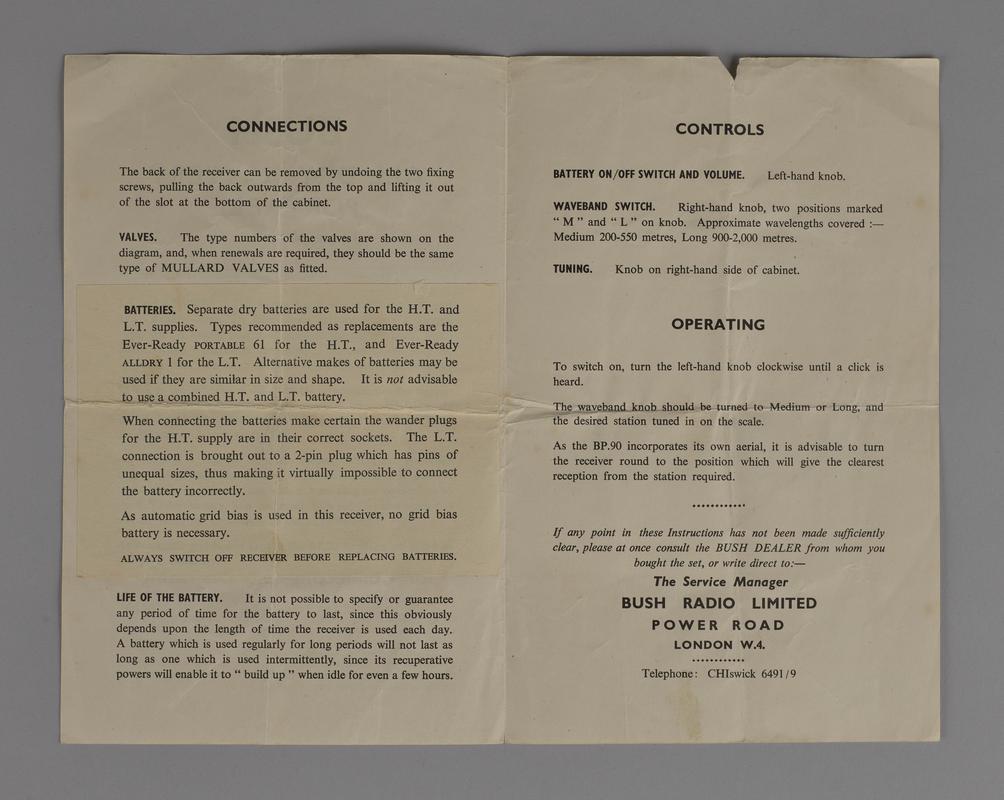 CONNECTIONS
The back of the receiver can be removed by undoing the two fixing
screws, pulling the back outwards from the top and lifting it out
of the slot at the bottom of the cabinet.
VALVES. The type numbers of the valves are shown on the
diagram, and, when renewals are required, they should be the same
type of MULLARD VALVES as fitted.
BATTERIES. Separate dry batteries are used for the H.T. and
L.T. supplies. Types recommended as replacements are the
Ever-Ready PORTABLE 61 for the H.T., and Ever-Ready
ALLDRY 1 for the L.T. Alternative makes of batteries may be
used if they are similar in size and shape. It is not advisable
to use a combined H.T. and L.T. battery.
When connecting the batteries make certain the wander plugs
for the H.T. supply are in their correct sockets. The L.T.
connection is brought out to a 2-pin plug which has pins of
unequal sizes, thus making it virtually impossible to connect
the battery incorrectly.
As automatic grid bias is used in this receiver, no grid bias
battery is necessary.
ALWAYS SWITCH OFF RECEIVER BEFORE REPLACING BATTERIES.
LIFE OF THE BATTERY. It is not possible to specify or guarantee
any period of time for the battery to last, since this obviously
depends upon the length of time the receiver is used each day.
A battery which is used regularly for long periods will not last as
long as one which is used intermittently, since its recuperative
powers will enable it to " build up " when idle for even a few hours.
CONTROLS
BATTERY ON/OFF SWITCH AND VOLUME. Left-hand knob.
WAVEBAND SWITCH. Right-hand knob, two positions marked
" M " and " L " on knob. Approximate wavelengths covered :—
Medium 200-550 metres, Long 900-2,000 metres.
TUNING. Knob on right-hand side of cabinet.
OPERATING
To switch on, turn the left-hand knob clockwise until a click is
heard.
The waveband knob should be turned to Medium or Long, and
the desired station tuned in on the scale.
As the BP.90 incorporates its own aerial, it is advisable to turn
the receiver round to the position which will give the clearest
reception from the station required.
If any point in these Instructions has not been made sufficiently
clear, please at once consult the BUSH DEALER from whom you
bought the set, or write direct to:—
The Service Manager
BUSH RADIO LIMITED
POWER ROAD
LONDON W.4.
Telephone: CHIswick 6491/9